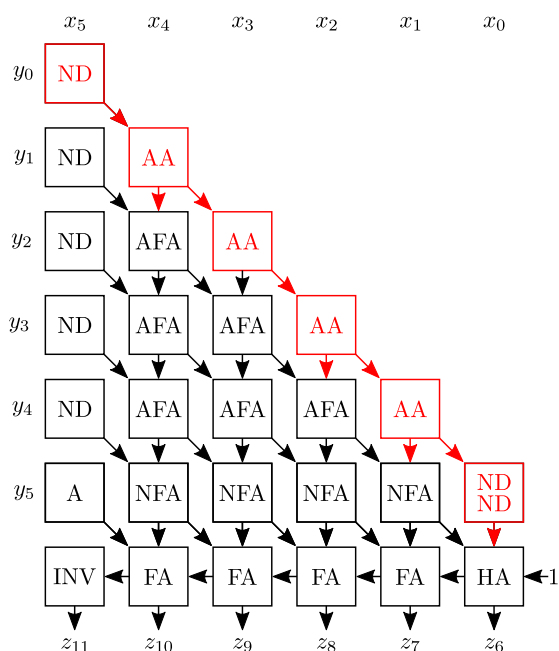 x5 x4 x3 x2 x1 x0
y0 ND
y1 ND AA
y2 ND AFA AA
y3 ND AFA AFA AA
y4 ND AFA AFA AFA AA
y5 A NFA NFA NFA NFA ND
ND
INV FA FA FA FA HA 1
z11 z10 z9 z8 z7 z6